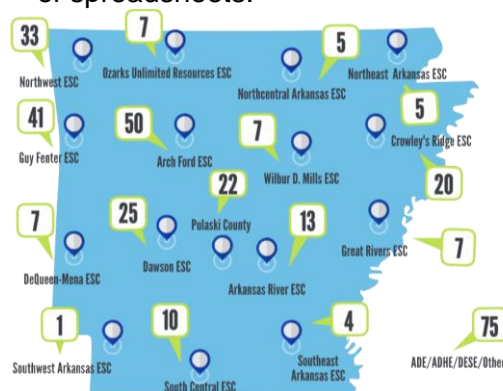 of spreadsheets.
33
Northwest ESC
7
Ozarks Unlimited Resources ESC
5
Northcentral Arkansas ESC
Northeast Arkansas ESC
5
41
Guy Fenter ESC
50
Arch Ford ESC
7
Wilbur D. Mills ESC
Crowley's Ridge ESC
20
22
Pulaski County
7
DeQueen-Mena ESC
25
Dawson ESC
13
Arkansas River ESC
Great Rivers ESC
7
1
Southwest Arkansas ESC
10
South Central ESC
4
Southeast
Arkansas ESC
75
ADE/ADHE/DESE/Other